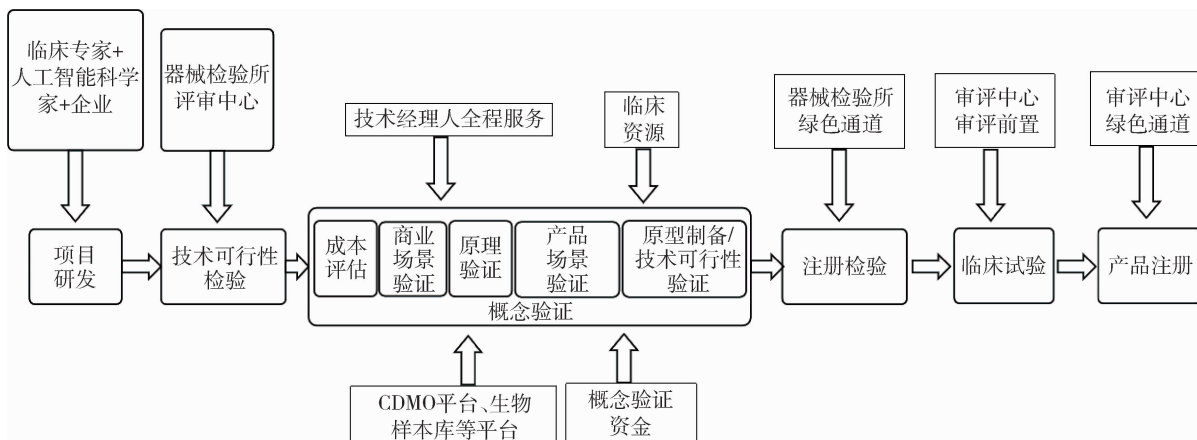 临床专家+
人工智能科学
家+企业
器械检验所
评审中心
技术经理人全程服务
临床
资源
器械检验所
绿色通道
审评中心
审评前置
审评中心
绿色通道
项目
研发
技术可行性
检验
成本
评估
商业
场景
验证
原理
验证
产品
场景
验证
原型制备/
技术可行性
验证
概念验证
注册检验
临床试验
产品注册
CDMO平台、生物
样本库等平台
概念验证
资金